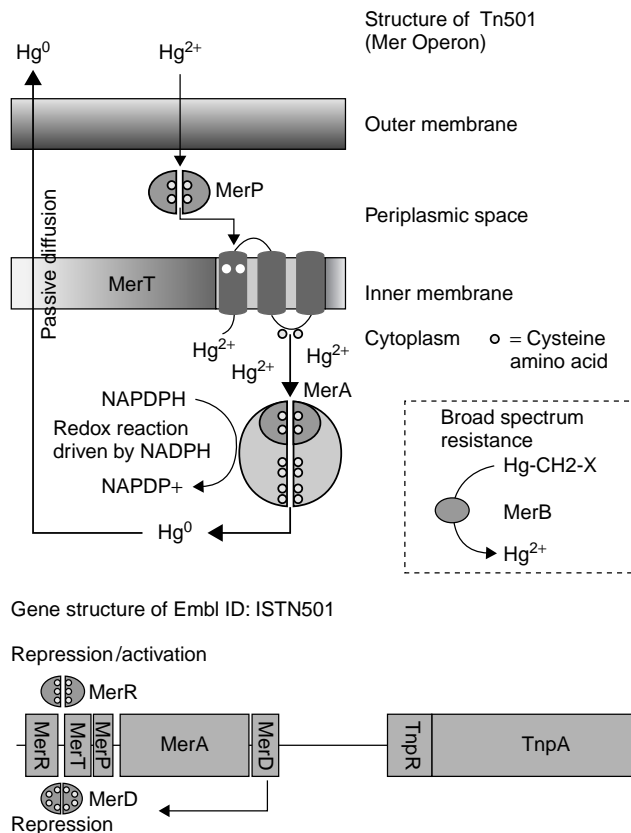 Structure of Tn501
(Mer Operon)
Hg0
Hg2+
Outer membrane
MerP
Periplasmic space
Passive diffusion
MerT
Inner membrane
Hg2+
Hg2+
Hg2+
Cytoplasm
= Cysteine
amino acid
MerA
NAPDPH
Redox reaction
driven by NADPH
NAPDP+
Hg0
Broad spectrum
resistance
Hg-CH2-X
MerB
Hg2+
Gene structure of Embl ID: ISTN501
Repression/activation
MerR
MerR
MerT
MerP
MerA
MerD
TnpR
TnpA
MerD
Repression